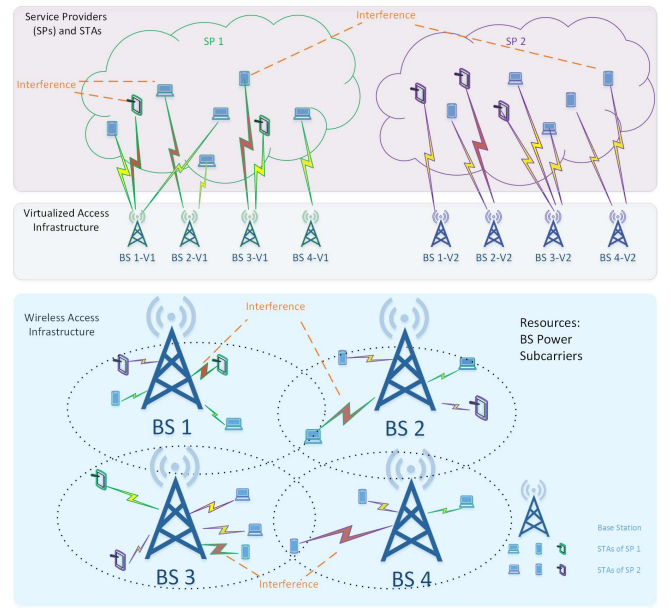 Service Providers
(SPs) and STAs
Interference
SP 1
SP 2
Interference
Virtualized Access
Infrastructure
BS 1-V1
BS 2-V1
BS 3-V1
BS 4-V1
BS 1-V2
BS 2-V2
BS 3-V2
BS 4-V2
Wireless Access
Infrastructure
Interference
Resources:
BS Power
Subcarriers
BS 1
BS 2
BS 3
BS 4
Interference
Base Station
STAs of SP 1
STAs of SP 2